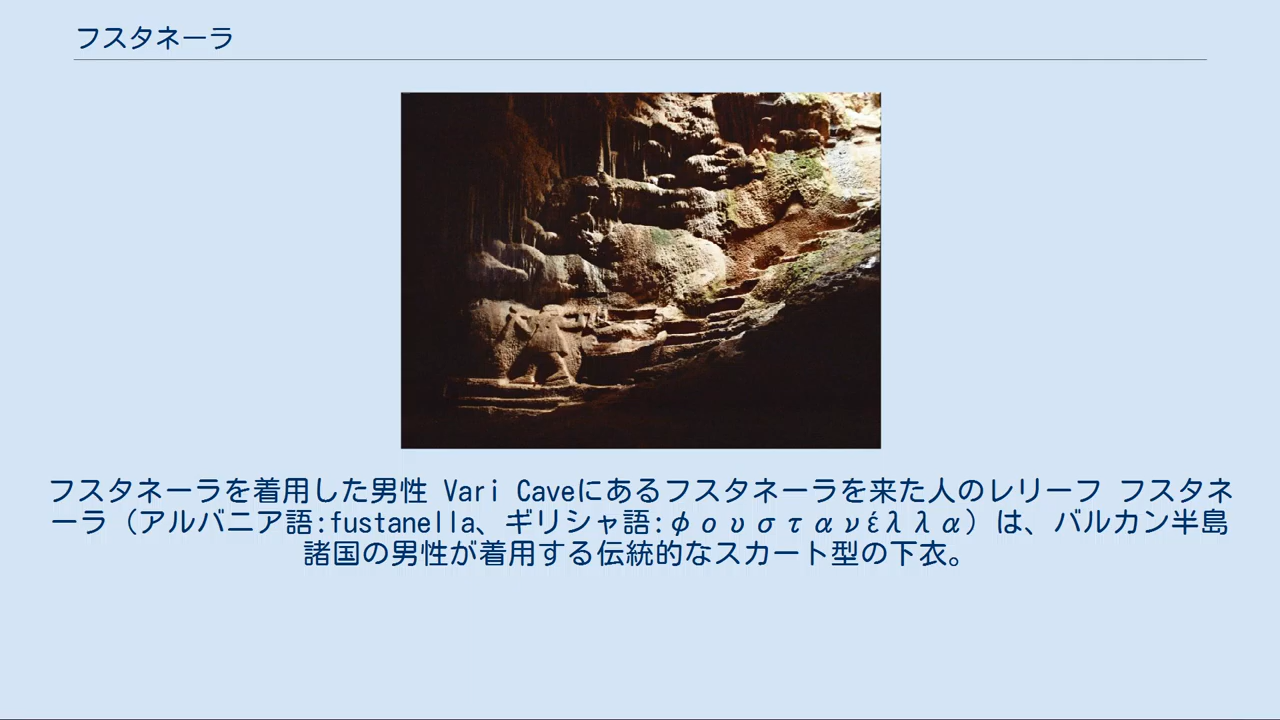 フスタネーラ
フスタネーラを着用した男性 Vari Caveにあるフスタネーラを来た人のレリーフ フスタネ
ーラ（アルバニア語:fustanella、ギリシャ語:φουστανέλλα）は、バルカン半島
諸国の男性が着用する伝統的なスカート型の下衣。